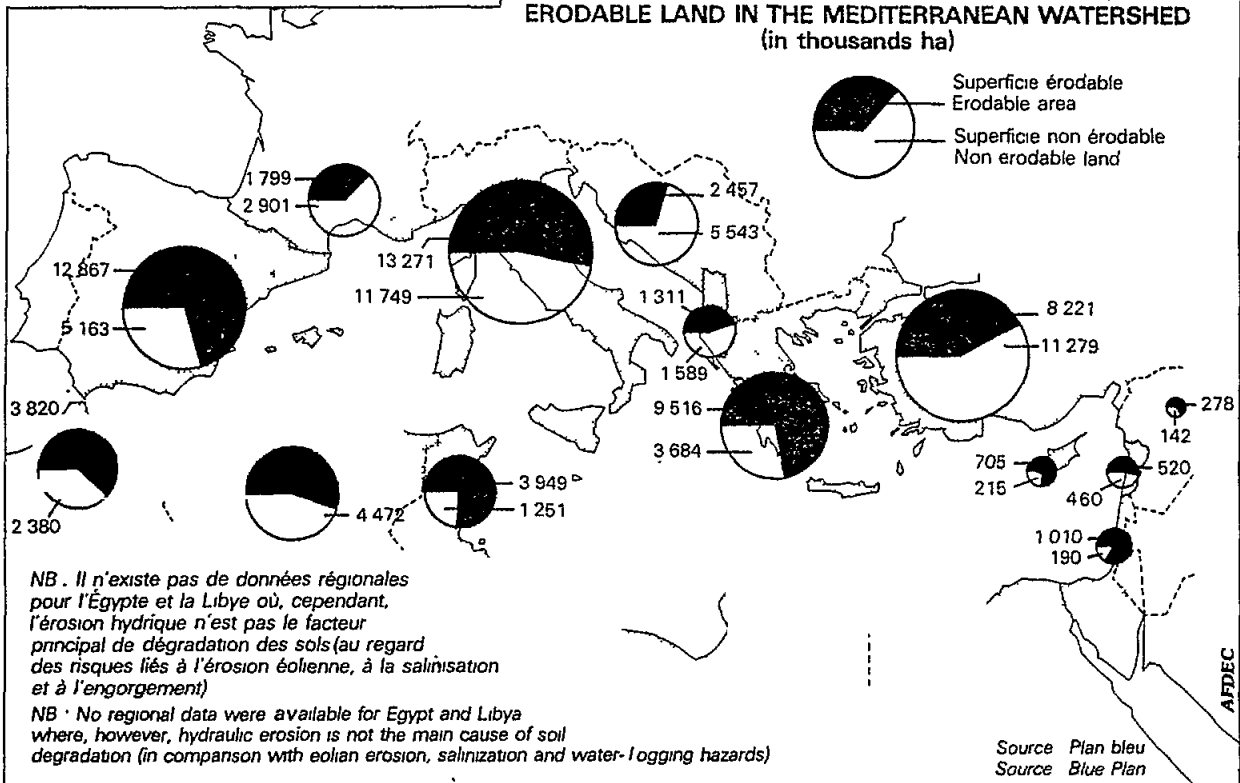 ERODABLE LAND IN THE MEDITERRANEAN WATERSHED
(in thousands ha)
Superficie érodable
Erodable area
Superficie non érodable
Non erodable land
1 799
2 901
2 457
5 543
13 271
11 749
12 867
5 163
1 311
1 589
8 221
11 279
3 820
2 380
9 516
3 684
278
142
705
215
520
460
4 472
3 949
1 251
1 010
190
NB . Il n'existe pas de données régionales
pour l'Égypte et la Libye où, cependant,
l'érosion hydrique n'est pas le facteur
principal de dégradation des sols (au regard
des risques liés à l'érosion éolienne, à la salinisation
et à l'engorgement)
NB · No regional data were available for Egypt and Libya
where, however, hydraulic erosion is not the main cause of soil
degradation (in comparison with eolian erosion, salinization and water-logging hazards)
AFDEC
Source Plan bleu
Source Blue Plan